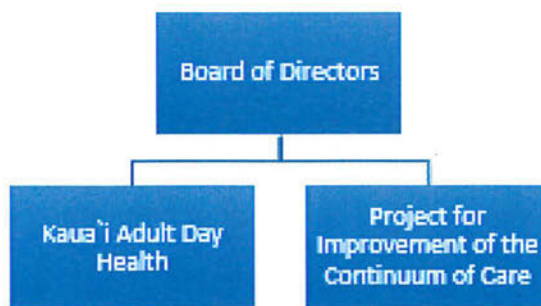 Board of Directors
Kaua`i Adult Day
Health
Project for
Improvement of the
Continuum of Care